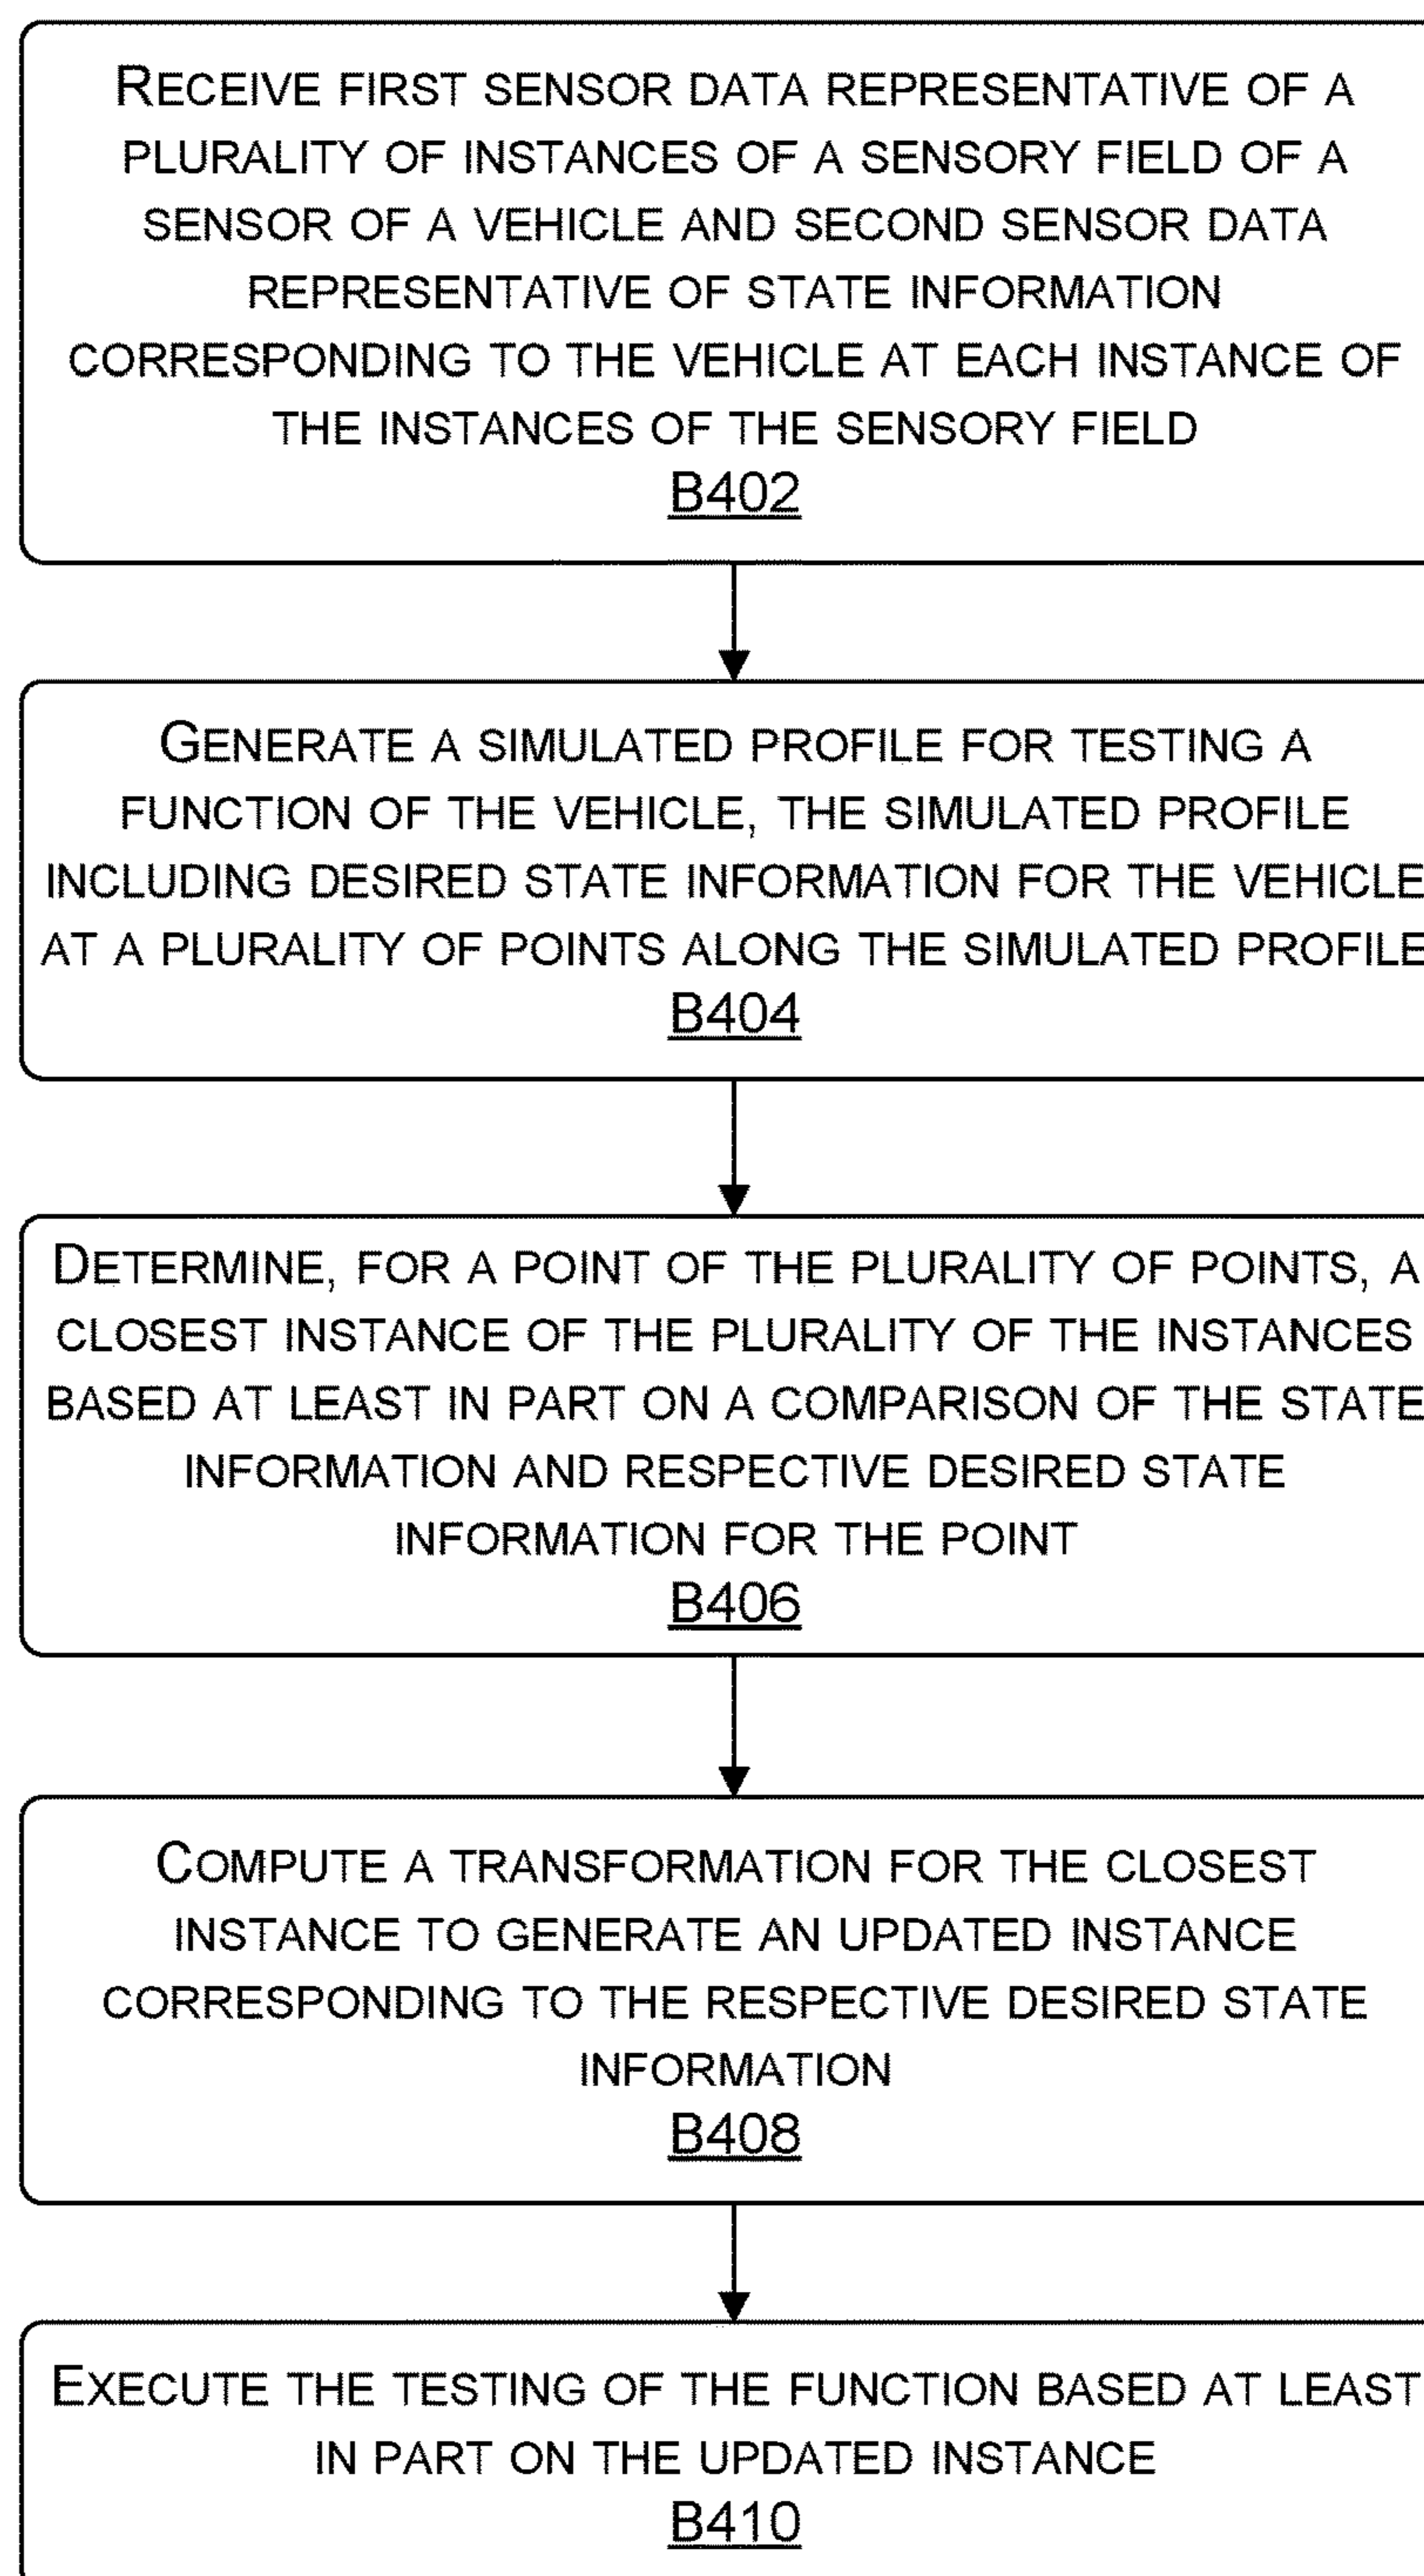 RECEIVE FIRST SENSOR DATA REPRESENTATIVE OF A
PLURALITY OF INSTANCES OF A SENSORY FIELD OF A
SENSOR OF A VEHICLE AND SECOND SENSOR DATA
REPRESENTATIVE OF STATE INFORMATION
CORRESPONDING TO THE VEHICLE AT EACH INSTANCE OF
THE INSTANCES OF THE SENSORY FIELD
B402
GENERATE A SIMULATED PROFILE FOR TESTING A
FUNCTION OF THE VEHICLE, THE SIMULATED PROFILE
INCLUDING DESIRED STATE INFORMATION FOR THE VEHICLE
AT A PLURALITY OF POINTS ALONG THE SIMULATED PROFILE
B404
DETERMINE, FOR A POINT OF THE PLURALITY OF POINTS, A
CLOSEST INSTANCE OF THE PLURALITY OF THE INSTANCES
BASED AT LEAST IN PART ON A COMPARISON OF THE STATE
INFORMATION AND RESPECTIVE DESIRED STATE
INFORMATION FOR THE POINT
B406
COMPUTE A TRANSFORMATION FOR THE CLOSEST
INSTANCE TO GENERATE AN UPDATED INSTANCE
CORRESPONDING TO THE RESPECTIVE DESIRED STATE
INFORMATION
B408
EXECUTE THE TESTING OF THE FUNCTION BASED AT LEAST
IN PART ON THE UPDATED INSTANCE
B410